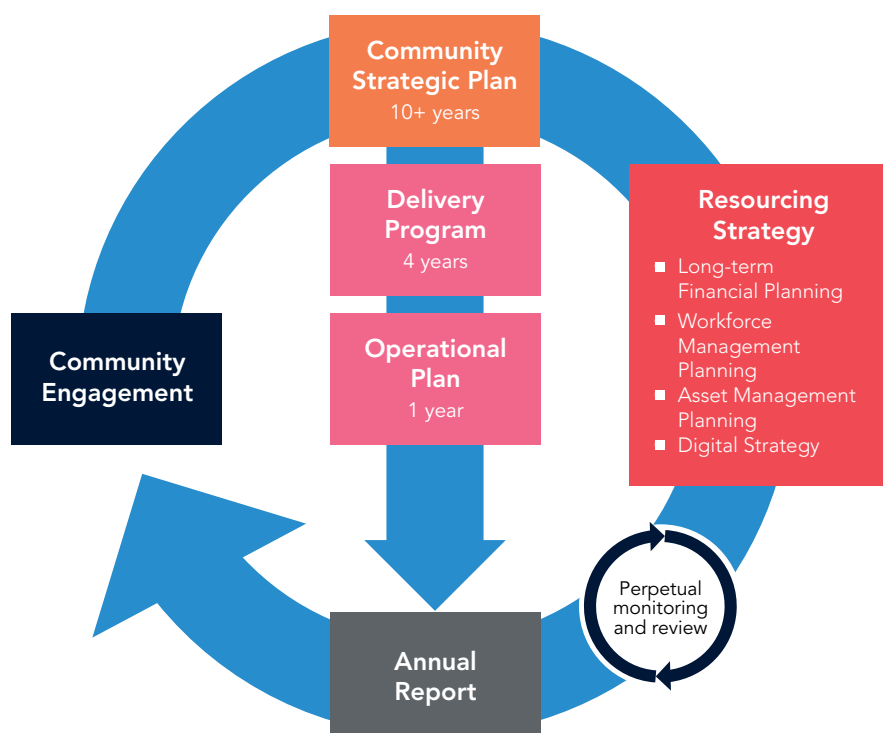 Community
Strategic Plan
10+ years
Delivery
Program
4 years
Operational
Plan
1 year
Community
Engagement
Resourcing
Strategy
Long-term
Financial Planning
Workforce
Management
Planning
Asset Management
Planning
Digital Strategy
Perpetual
monitoring
and review
Annual
Report